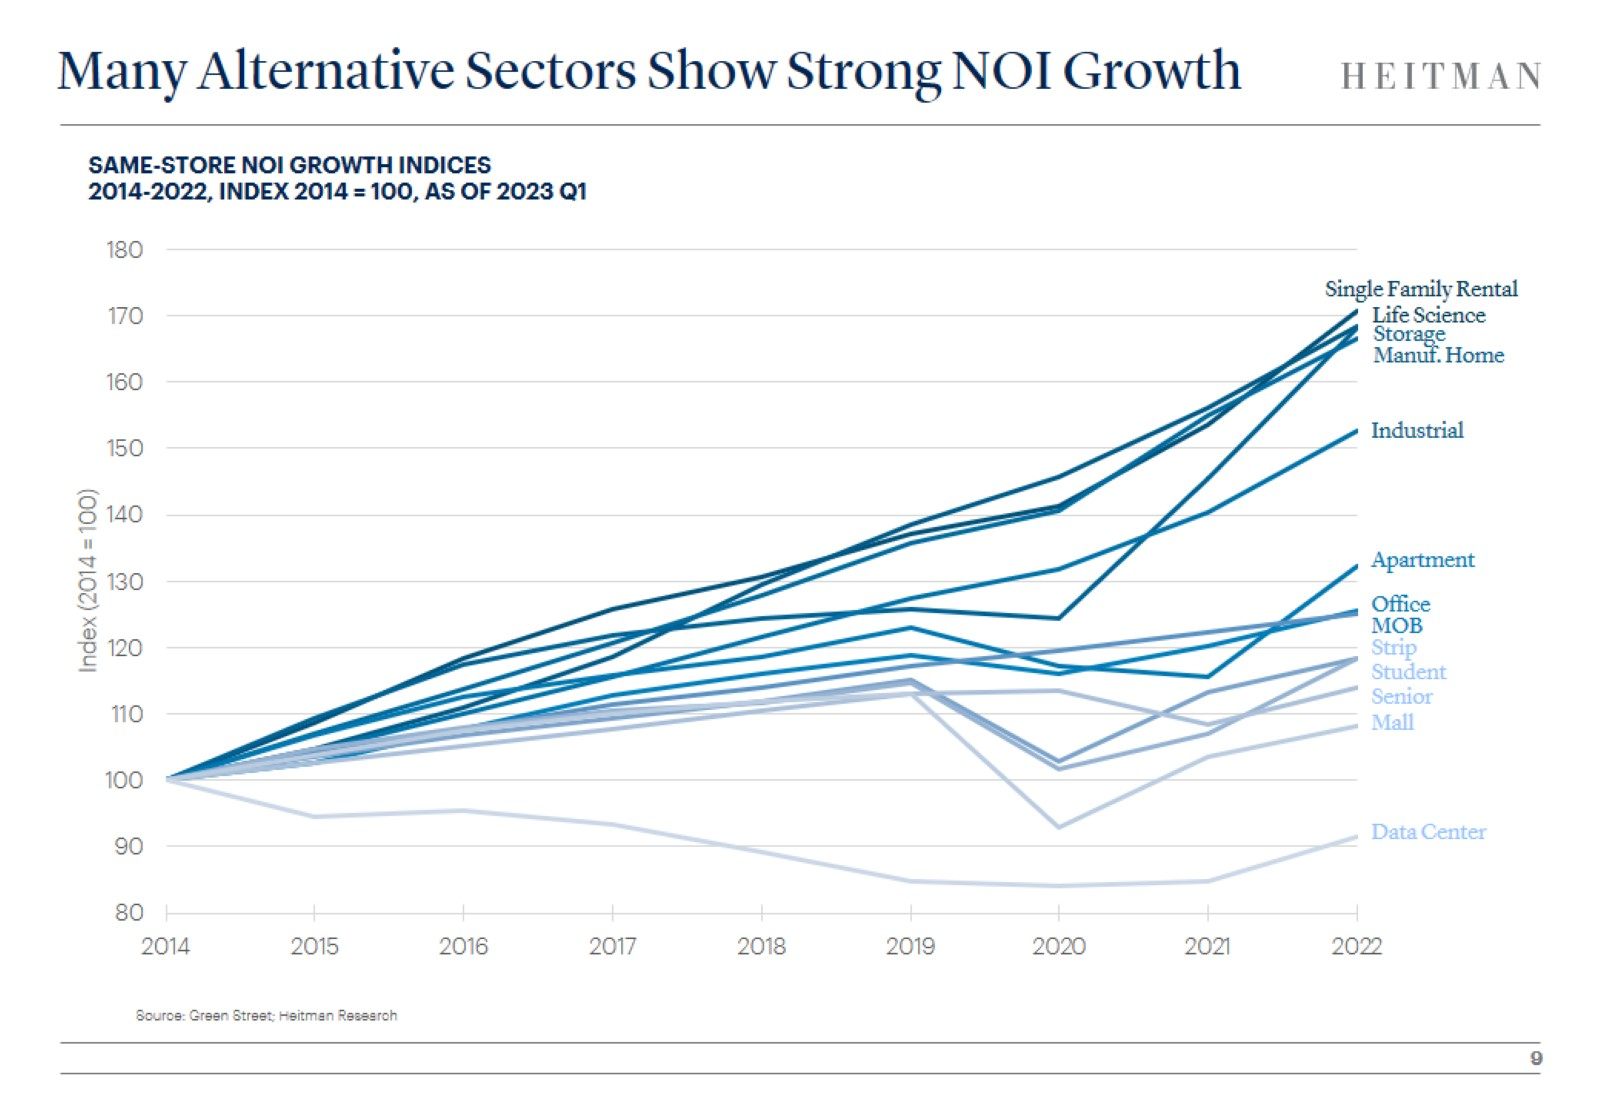 Many Alternative Sectors Show Strong NOI Growth
HEITMAN
SAME-STORE NOI GROWTH INDICES
2014-2022, INDEX 2014 = 100, AS OF 2023 Q1
Index (2014 = 100)
180
170
160
150
140
130
120
110
100
90
80
2014 2015 2016 2017 2018 2019 2020 2021 2022
Single Family Rental
Life Science
Storage
Manuf. Home
Industrial
Apartment
Office
MOB
Strip
Student
Senior
Mall
Data Center
Source: Green Street; Heitman Research
9